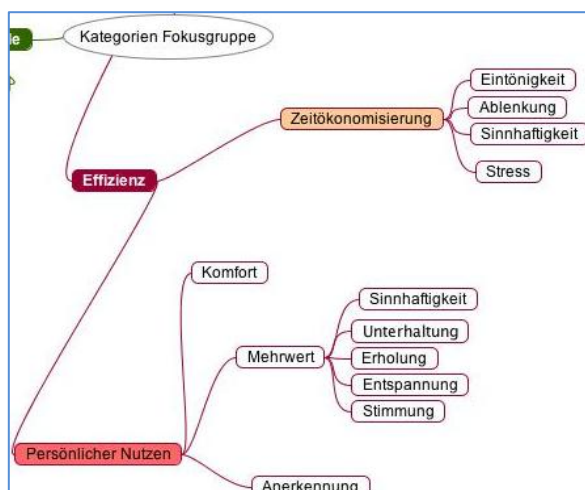 Kategorien Fokusgruppe
Eintönigkeit
Ablenkung
Zeitökonomisierung
Sinnhaftigkeit
Stress
Effizienz
Komfort
Sinnhaftigkeit
Unterhaltung
Mehrwert
Erholung
Entspannung
Stimmung
Persönlicher Nutzen
Anerkennung